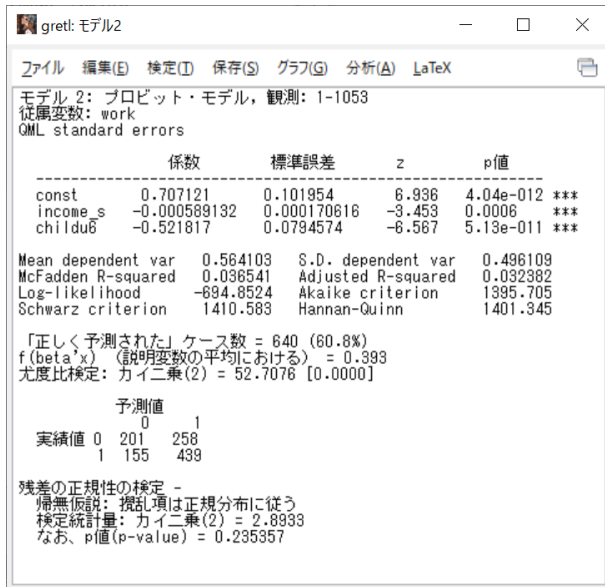 gretl: モデル2
ファイル 編集(E) 検定(T) 保存(S) グラフ(G) 分析(A) LaTeX
モデル 2: プロビット・モデル, 観測: 1-1053
従属変数: work
QML standard errors
係数 標準誤差 z p値
const 0.707121 0.101954 6.936 4.04e-012 ***
income_s -0.000589132 0.000170616 -3.453 0.0006 ***
childu6 -0.521817 0.0794574 -6.567 5.13e-011 ***
Mean dependent var 0.564103 S.D. dependent var 0.496109
McFadden R-squared 0.036541 Adjusted R-squared 0.032382
Log-likelihood -694.8524 Akaike criterion 1395.705
Schwarz criterion 1410.583 Hannan-Quinn 1401.345
「正しく予測された」ケース数 = 640 (60.8%)
f(beta'x) (説明変数の平均における) = 0.393
尤度比検定: カイ二乗(2) = 52.7076 [0.0000]
予測値
0 1
実績値 0 201 258
1 155 439
残差の正規性の検定 -
帰無仮説: 攪乱項は正規分布に従う
検定統計量: カイ二乗(2) = 2.8933
なお、p値(p-value) = 0.235357